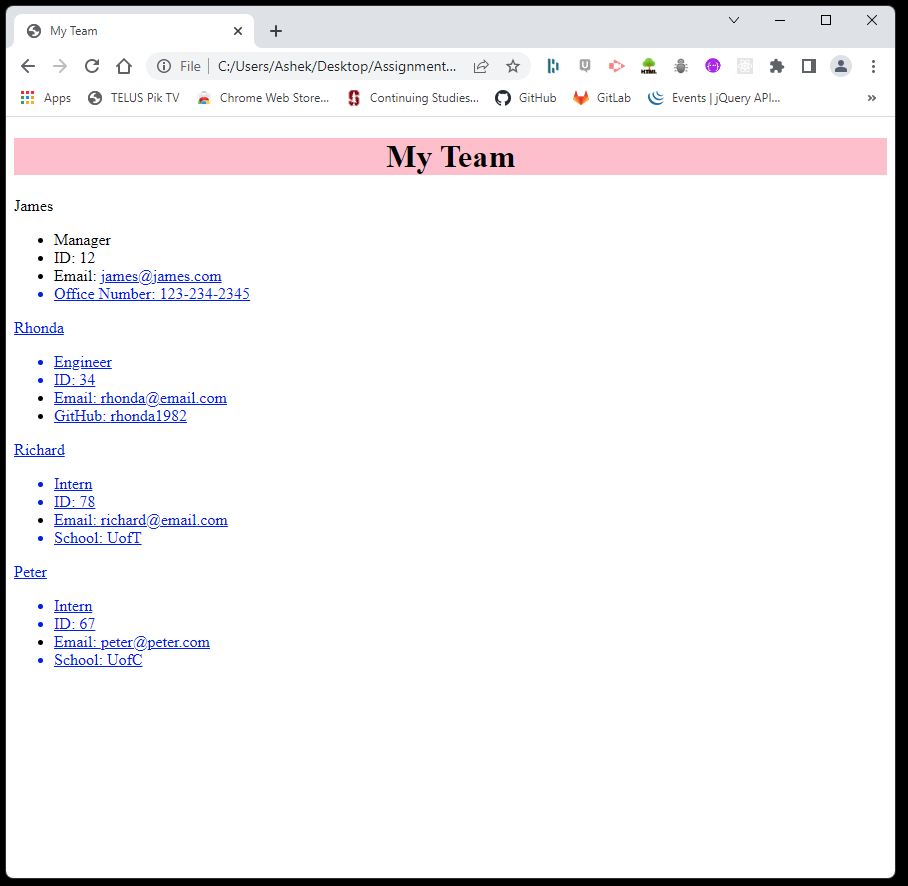 My Team
File C:/Users/Ashek/Desktop/Assignment...
Apps TELUS Pik TV Chrome Web Store... Continuing Studies... GitHub GitLab Events | jQuery API... »
My Team
James
Manager
ID: 12
Email: james@james.com
Office Number: 123-234-2345
Rhonda
Engineer
ID: 34
Email: rhonda@email.com
GitHub: rhonda1982
Richard
Intern
ID: 78
Email: richard@email.com
School: UofT
Peter
Intern
ID: 67
Email: peter@peter.com
School: UofC